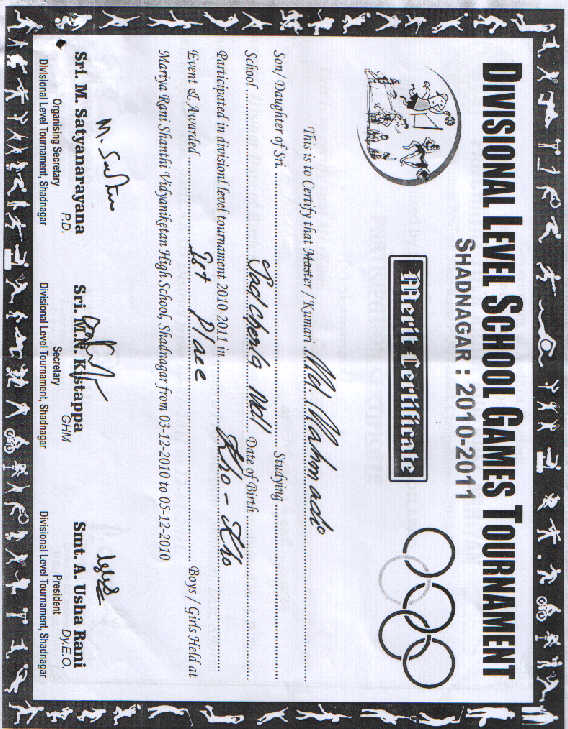 DIVISIONAL LEVEL SCHOOL GAMES TOURNAMENT
SHADNAGAR : 2010-2011
Merit Certificate
This is to Certify that Master / Kumari Md.
Son/Daughter of Sri Studying
School Date of Birth
Participated in divisional level tournament 2010 2011 in Kho - Kho
Event & Awarded Ist Place Boys / Girls Held at
Mariya Rani Shanthi Vidyaniketan High School, Shadnagar from 03-12-2010 to 05-12-2010
Sri. M. Satyanarayana P.D.
Organising Secretary
Divisional Level Tournament, Shadnagar
Sri. M.N. Kistappa GHM
Secretary
Divisional Level Tournament, Shadnagar
Smt. A. Usha Rani Dy.E.O.
President
Divisional Level Tournament, Shadnagar